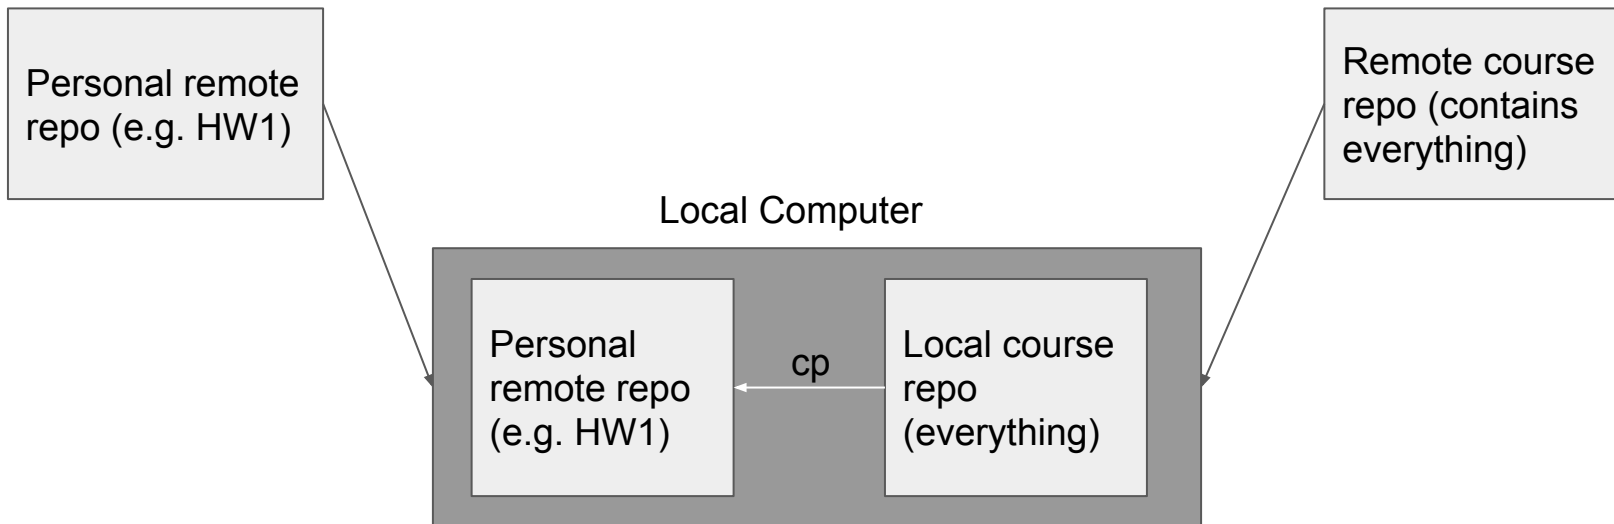 Personal remote
repo (e.g. HW1)
Remote course
repo (contains
everything)
Local Computer
Personal
remote repo
(e.g. HW1)
cp
Local course
repo
(everything)